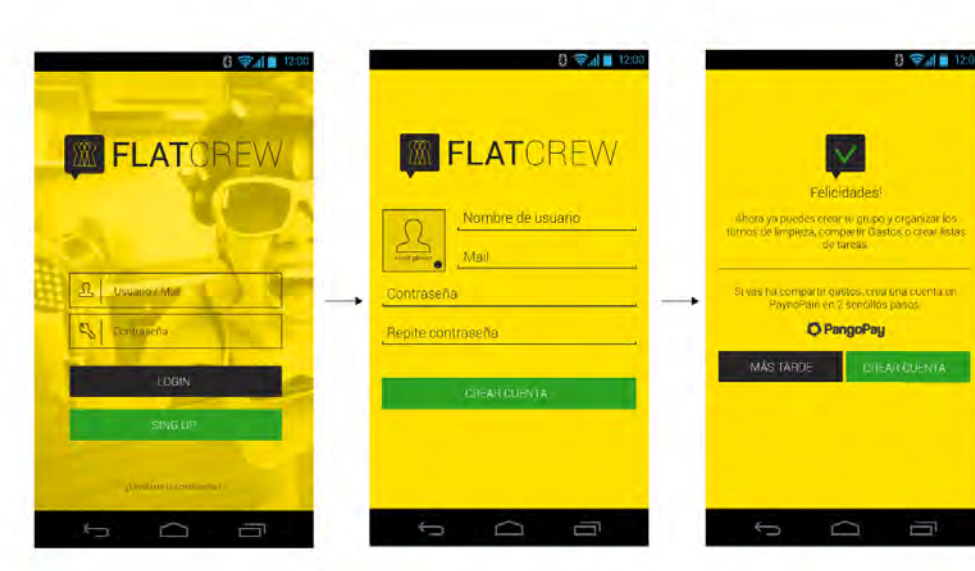 12:00
FLATCREW
Usuario / Mail
Contraseña
LOGIN
SING UP
12:00
FLATCREW
Nombre de usuario
Mail
Contraseña
Repite contraseña
CREAR CUENTA
12:0
Felicidades!
Ahora ya puedes crear tu grupo y organizar los
turnos de limpieza, compartir Gastos o crear listas
de tareas
Si vas ha compartir gastos, crea una cuenta en
PaynoPain en 2 sencillos pasos.
PangoPay
MÁS TARDE
CREAR CUENTA